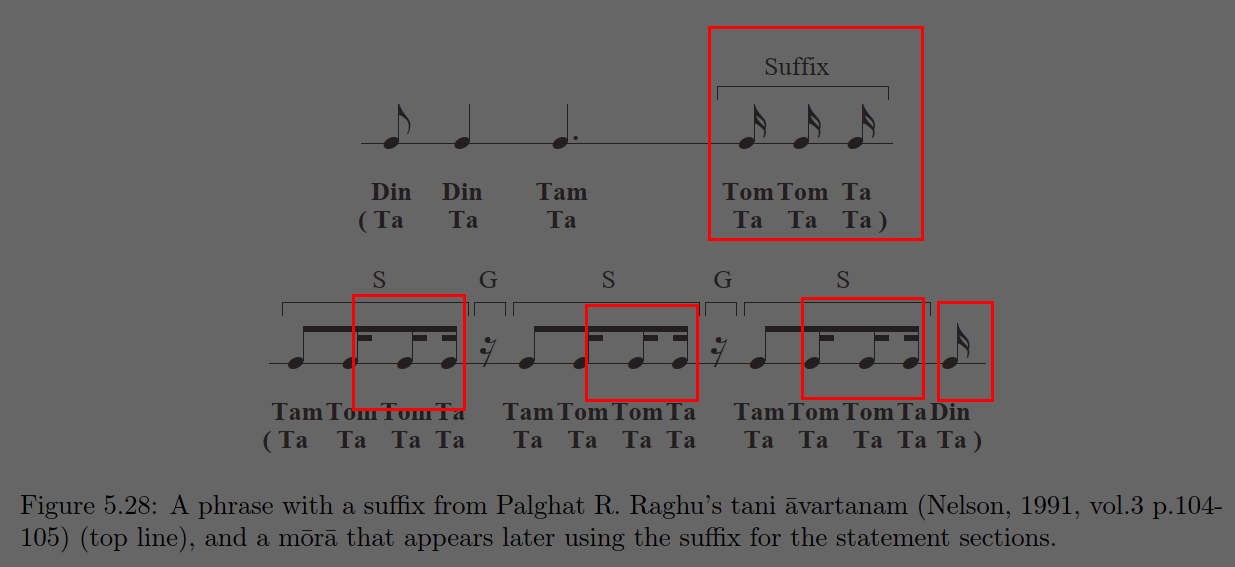 Suffix
Din Din Tam Tom Tom Ta
( Ta Ta Ta Ta Ta Ta )
S G S G S
Tam Tom Tom Ta Tam Tom Tom Ta Tam Tom Tom Ta Din
( Ta Ta Ta Ta Ta Ta Ta Ta Ta Ta Ta Ta Ta )
Figure 5.28: A phrase with a suffix from Palghat R. Raghu's tani āvartanam (Nelson, 1991, vol.3 p.104-
105) (top line), and a mōrā that appears later using the suffix for the statement sections.